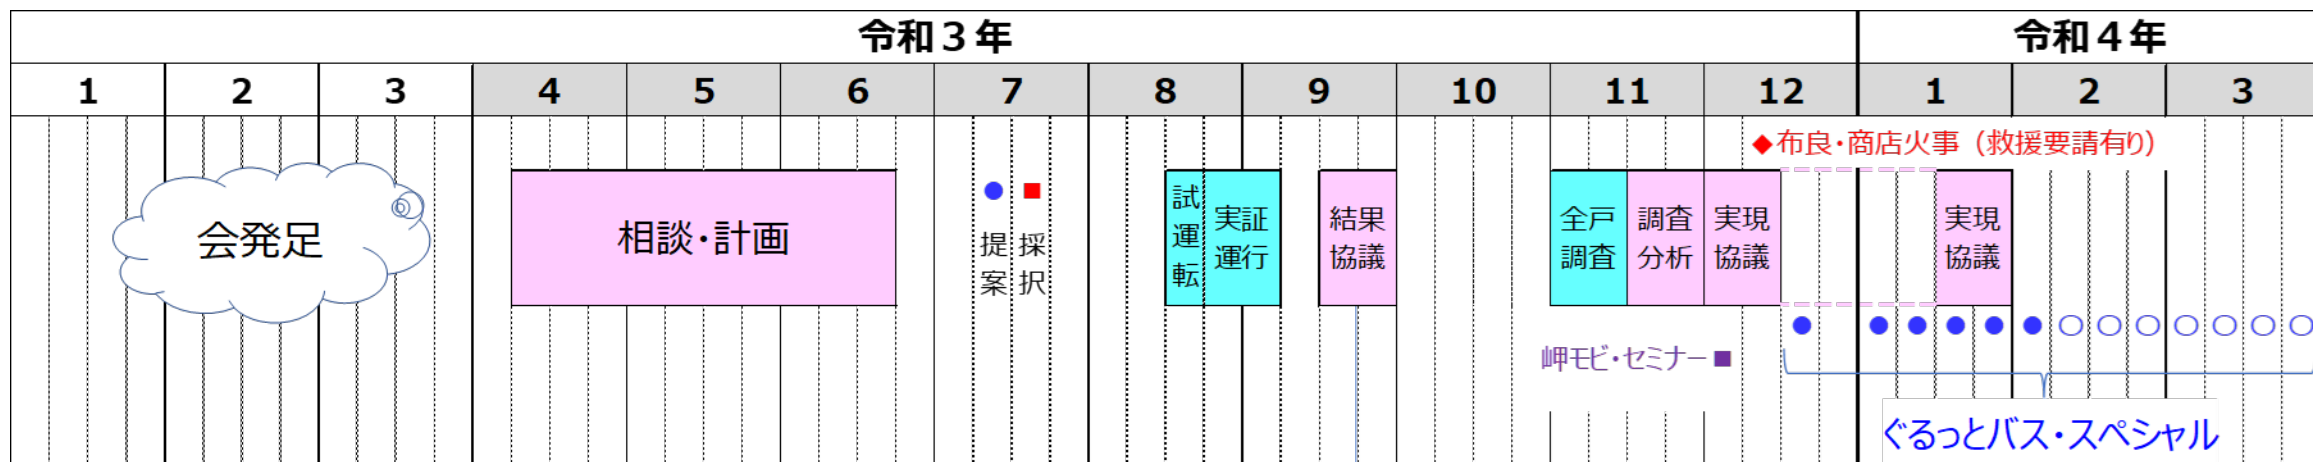 令和３年 令和４年
1 2 3 4 5 6 7 8 9 10 11 12 1 2 3
◆布良・商店火事（救援要請有り）
会発足
相談・計画
提案
採択
試運転
実証
運行
結果
協議
全戸
調査
調査
分析
実現
協議
実現
協議
岬モビ・セミナー■
ぐるっとバス・スペシャル